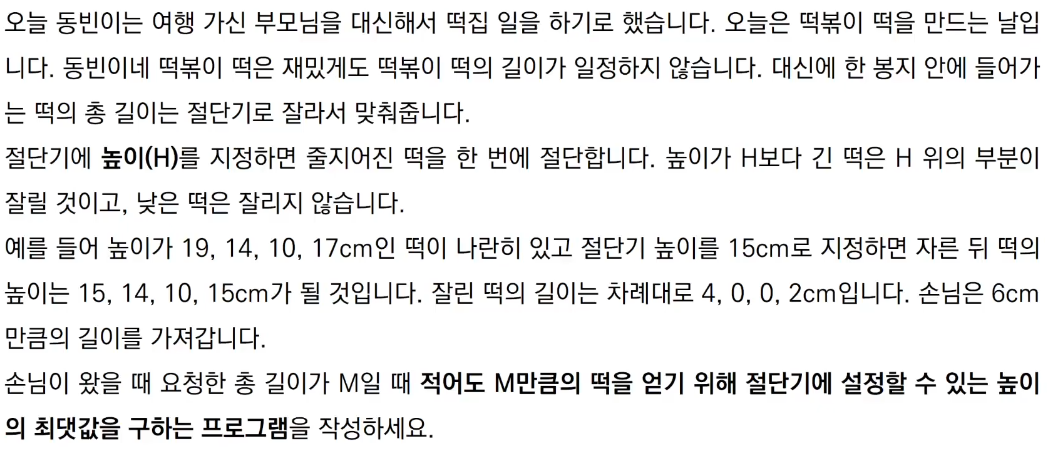 오늘 동빈이는 여행 가신 부모님을 대신해서 떡집 일을 하기로 했습니다. 오늘은 떡볶이 떡을 만드는 날입
니다. 동빈이네 떡볶이 떡은 재밌게도 떡볶이 떡의 길이가 일정하지 않습니다. 대신에 한 봉지 안에 들어가
는 떡의 총 길이는 절단기로 잘라서 맞춰줍니다.
절단기에 높이(H)를 지정하면 줄지어진 떡을 한 번에 절단합니다. 높이가 H보다 긴 떡은 H 위의 부분이
잘릴 것이고, 낮은 떡은 잘리지 않습니다.
예를 들어 높이가 19, 14, 10, 17cm인 떡이 나란히 있고 절단기 높이를 15cm로 지정하면 자른 뒤 떡의
높이는 15, 14, 10, 15cm가 될 것입니다. 잘린 떡의 길이는 차례대로 4, 0, 0, 2cm입니다. 손님은 6cm
만큼의 길이를 가져갑니다.
손님이 왔을 때 요청한 총 길이가 M일 때 적어도 M만큼의 떡을 얻기 위해 절단기에 설정할 수 있는 높이
의 최댓값을 구하는 프로그램을 작성하세요.